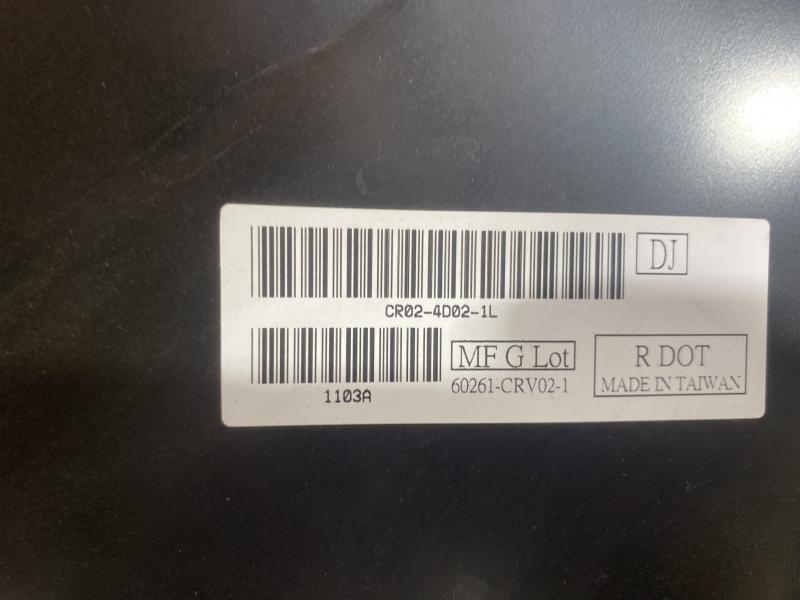 DJ
CR02-4D02-1L
MF G Lot
R DOT
60261-CRV02-1
MADE IN TAIWAN
1103A